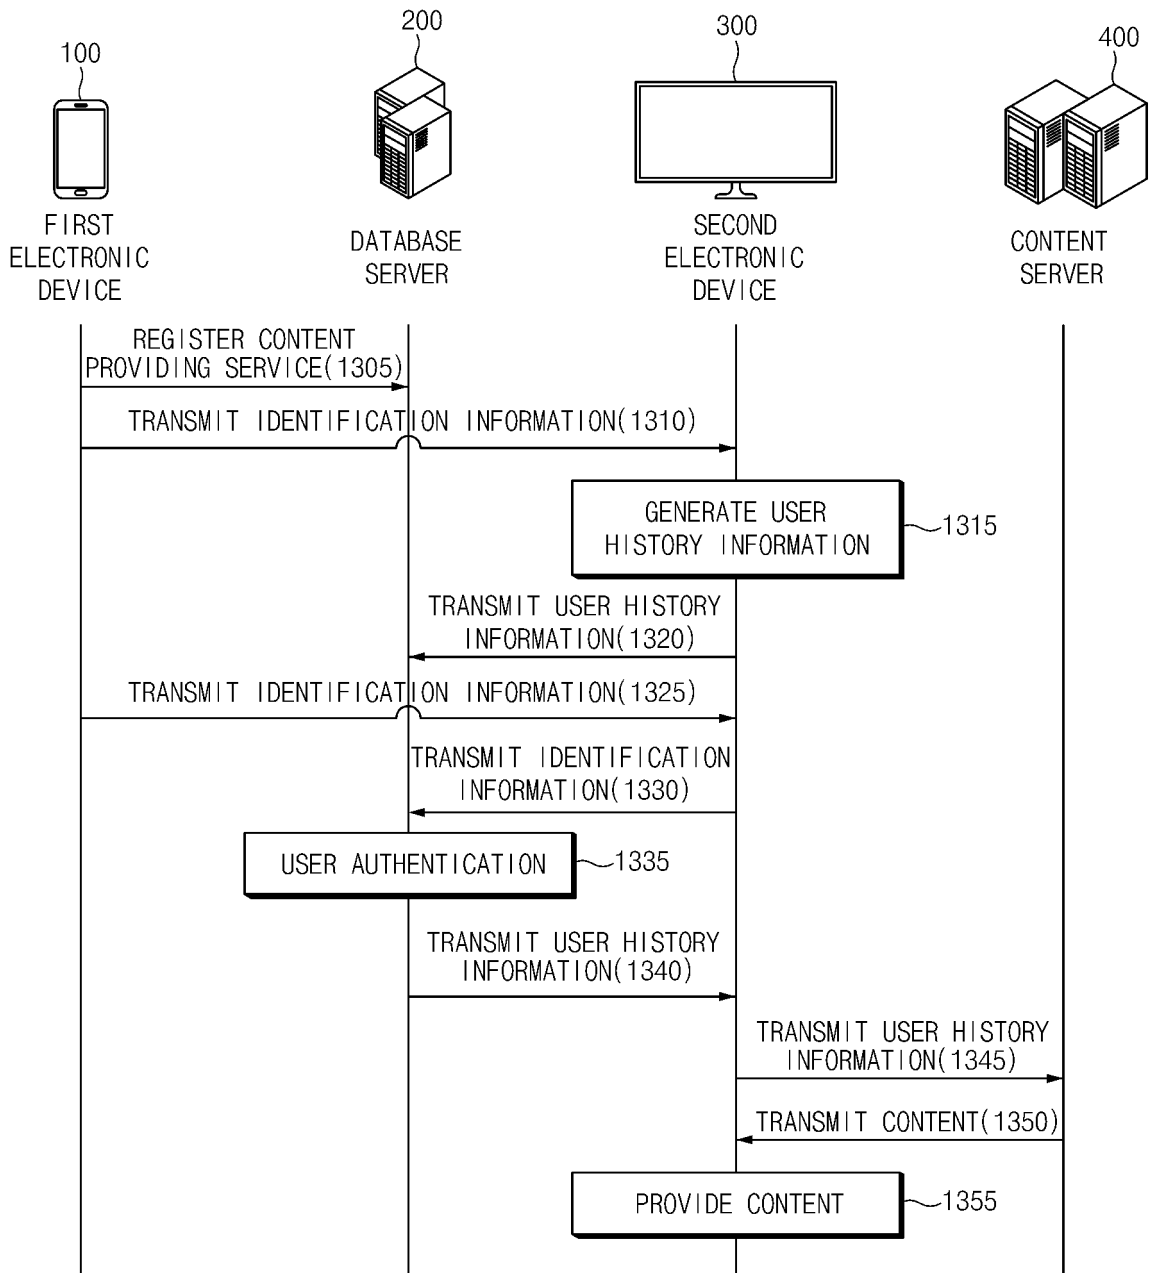 100
200
300
400
FIRST
ELECTRONIC
DEVICE
DATABASE
SERVER
SECOND
ELECTRONIC
DEVICE
CONTENT
SERVER
REGISTER CONTENT
PROVIDING SERVICE(1305)
TRANSMIT IDENTIFICATION INFORMATION(1310)
GENERATE USER
HISTORY INFORMATION
1315
TRANSMIT USER HISTORY
INFORMATION(1320)
TRANSMIT IDENTIFICATION INFORMATION(1325)
TRANSMIT IDENTIFICATION
INFORMATION(1330)
USER AUTHENTICATION
1335
TRANSMIT USER HISTORY
INFORMATION(1340)
TRANSMIT USER HISTORY
INFORMATION(1345)
TRANSMIT CONTENT(1350)
PROVIDE CONTENT
1355